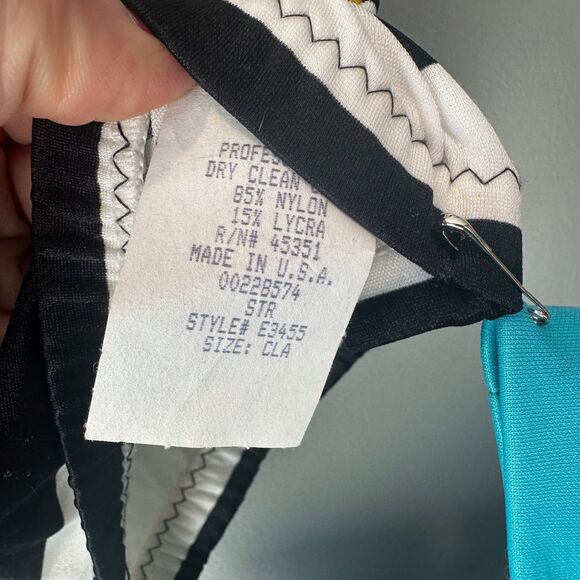 DRY CLEAN
85% NYLON
15% LYCRA
R/N# 45351
MADE IN U.S.A.
00228574
STR
STYLE# E3455
SIZE: CLA